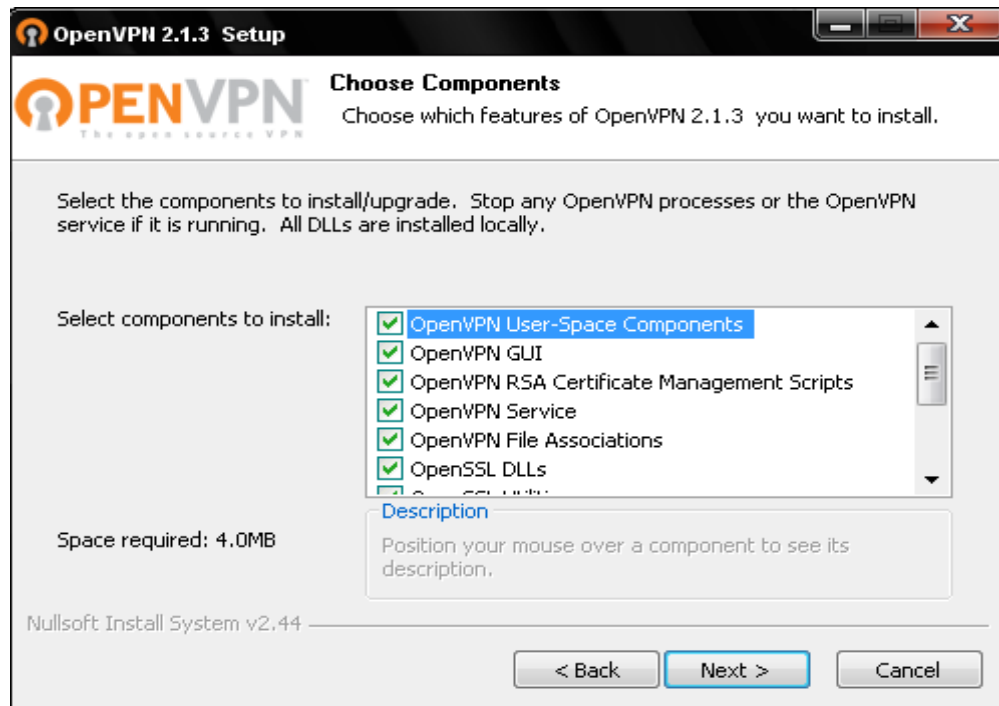 OpenVPN 2.1.3 Setup
OPENVPN
The open source VPN
Choose Components
Choose which features of OpenVPN 2.1.3 you want to install.
Select the components to install/upgrade. Stop any OpenVPN processes or the OpenVPN
service if it is running. All DLLs are installed locally.
Select components to install:
OpenVPN User-Space Components
OpenVPN GUI
OpenVPN RSA Certificate Management Scripts
OpenVPN Service
OpenVPN File Associations
OpenSSL DLLs
Space required: 4.0MB
Description
Position your mouse over a component to see its
description.
Nullsoft Install System v2.44
< Back
Next >
Cancel